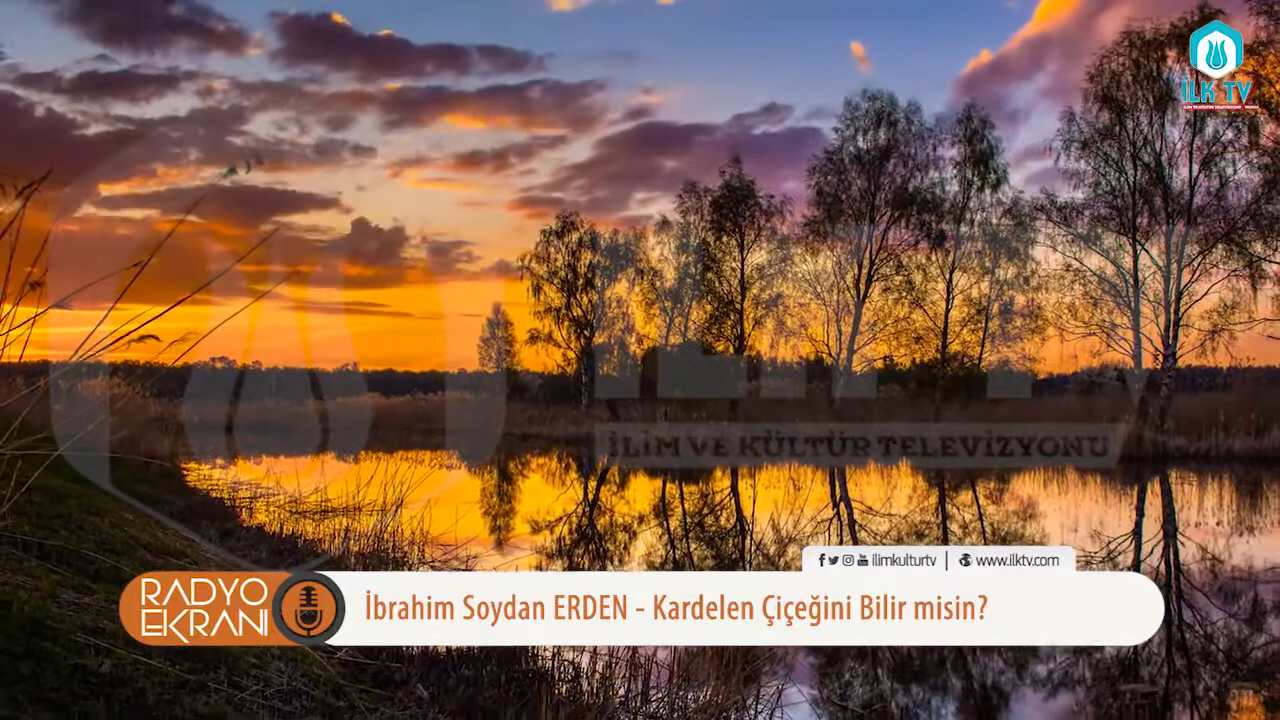 İLK TV
İLİM VE KÜLTÜR TELEVİZYONU
ilimkulturtv | www.ilktv.com
RADYO
EKRANI
İbrahim Soydan ERDEN - Kardelen Çiçeğini Bilir misin?